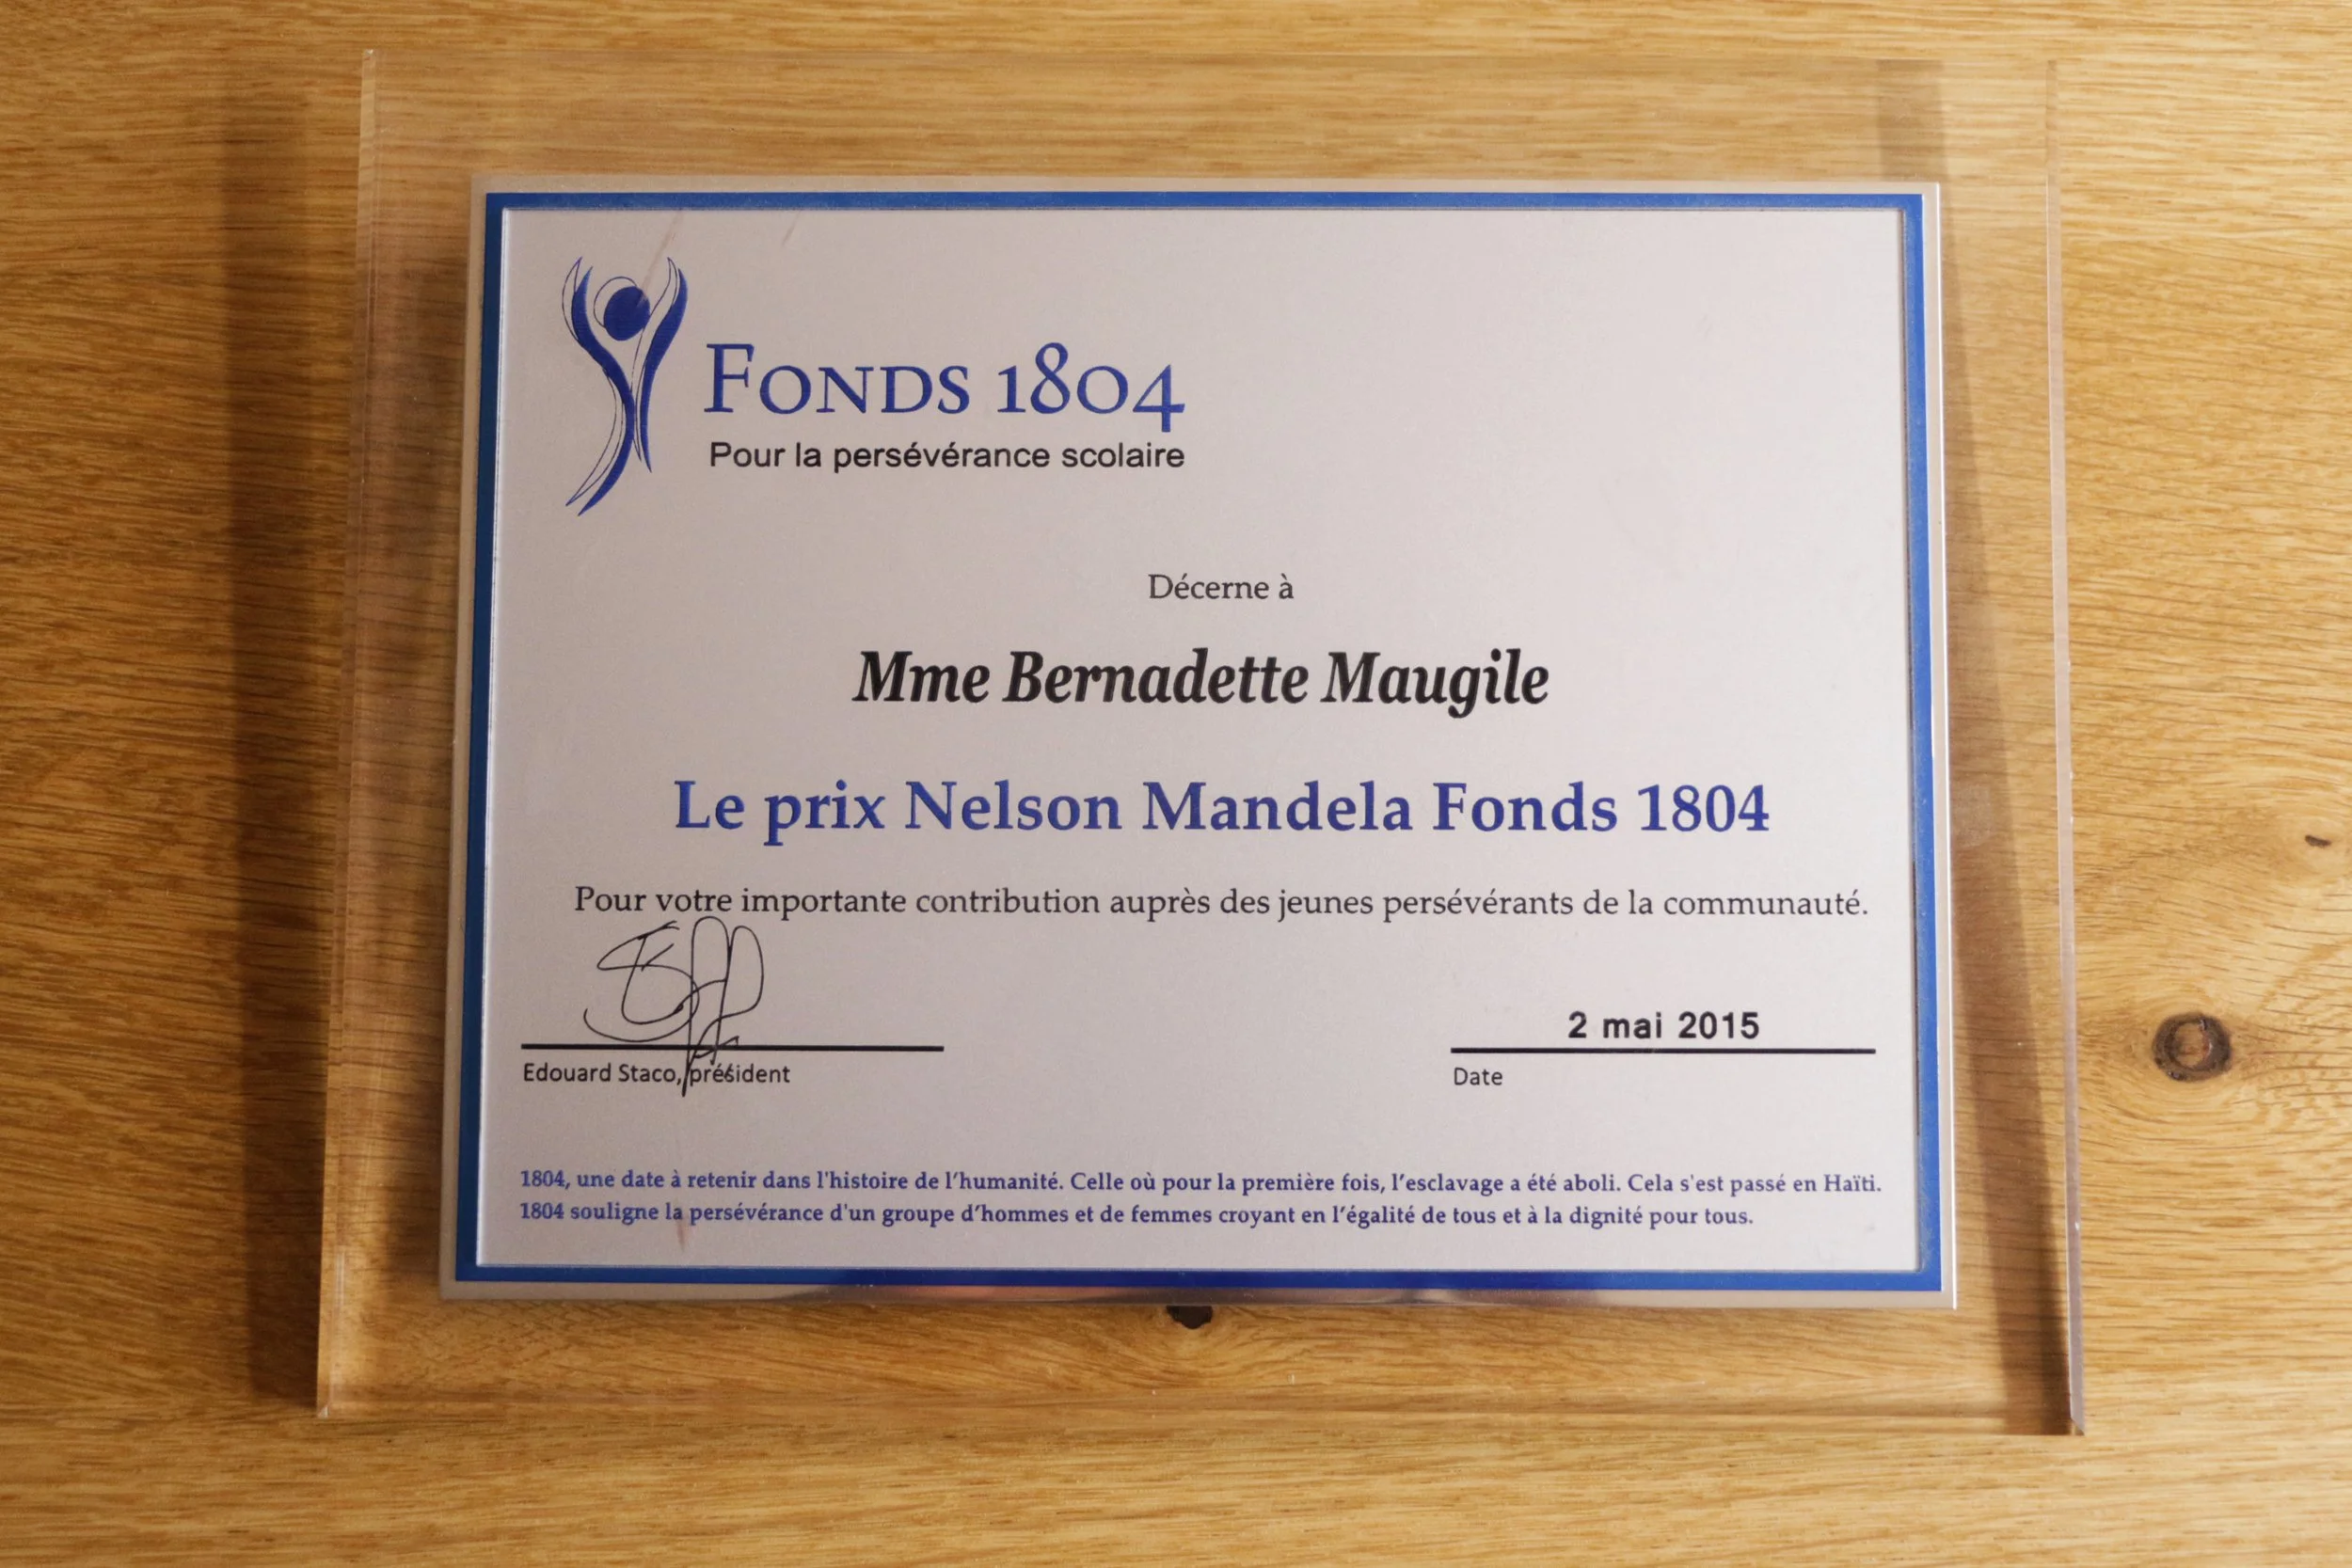 FONDS 1804
Pour la persévérance scolaire
Décerne à
Mme Bernadette Maugile
Le prix Nelson Mandela Fonds 1804
Pour votre importante contribution auprès des jeunes persévérants de la communauté.
2 mai 2015
Edouard Staco, président
Date
1804, une date à retenir dans l'histoire de l'humanité. Celle où pour la première fois, l'esclavage a été aboli. Cela s'est passé en Haïti.
1804 souligne la persévérance d'un groupe d'hommes et de femmes croyant en l'égalité de tous et à la dignité pour tous.